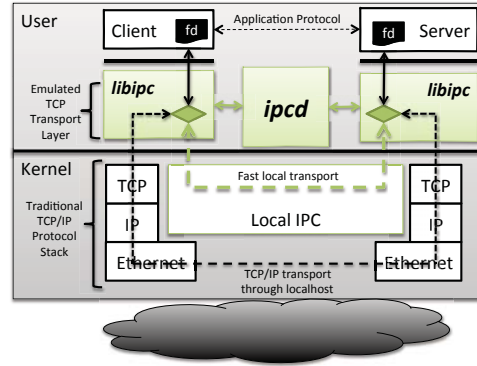 User
Client
fd
Application Protocol
fd
Server
Emulated
TCP
Transport
Layer
libipc
ipcd
libipc
Kernel
Traditional
TCP/IP
Protocol
Stack
TCP
IP
Ethernet
Fast local transport
Local IPC
TCP
IP
Ethernet
TCP/IP transport
through localhost